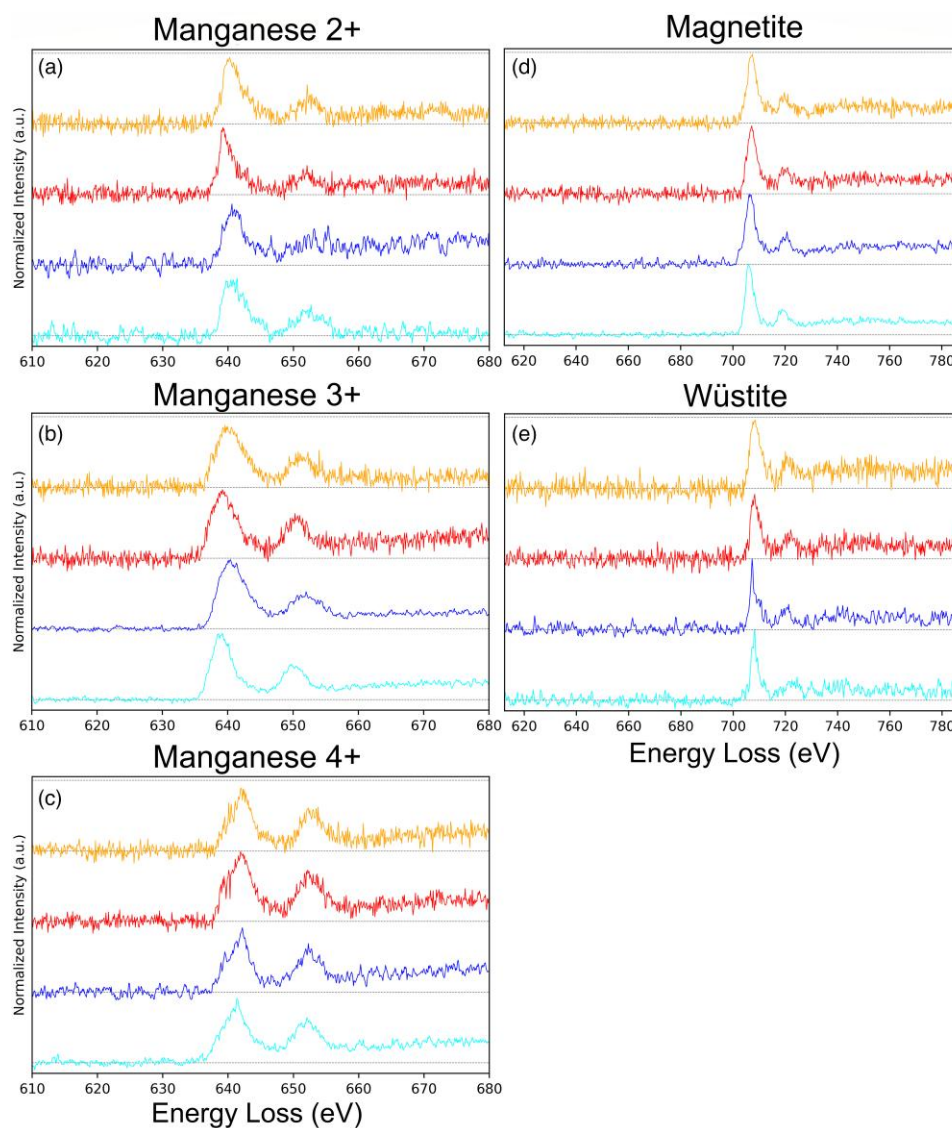 Manganese 2+
(a)
Normalized Intensity (a.u.)
610 620 630 640 650 660 670 680
Manganese 3+
(b)
Normalized Intensity (a.u.)
610 620 630 640 650 660 670 680
Manganese 4+
(c)
Normalized Intensity (a.u.)
610 620 630 640 650 660 670 680
Energy Loss (eV)
Magnetite
(d)
620 640 660 680 700 720 740 760 780
Wüstite
(e)
620 640 660 680 700 720 740 760 780
Energy Loss (eV)